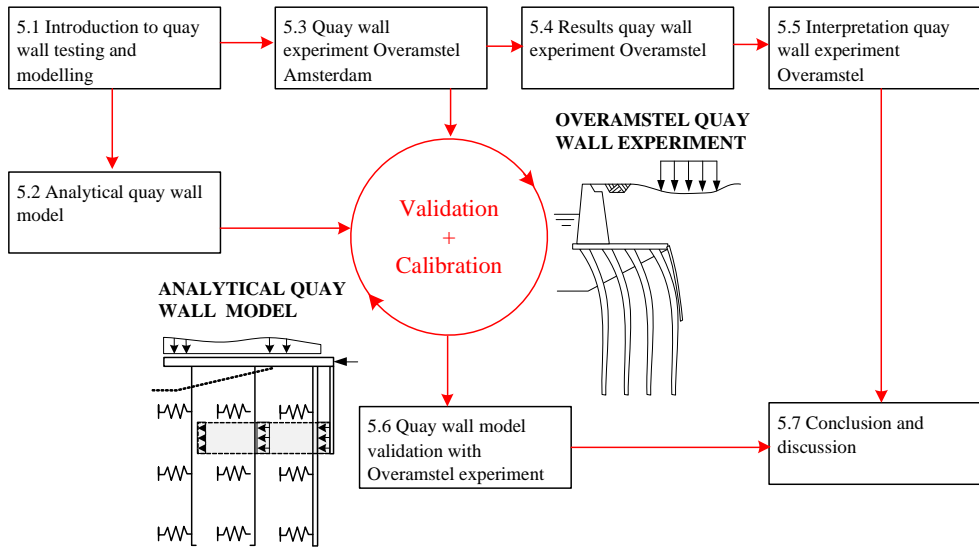 5.1 Introduction to quay
wall testing and
modelling
5.3 Quay wall
experiment Overamstel
Amsterdam
5.4 Results quay wall
experiment Overamstel
5.5 Interpretation quay
wall experiment
Overamstel
OVERAMSTEL QUAY
WALL EXPERIMENT
5.2 Analytical quay wall
model
Validation
+
Calibration
ANALYTICAL QUAY
WALL MODEL
5.6 Quay wall model
validation with
Overamstel experiment
5.7 Conclusion and
discussion